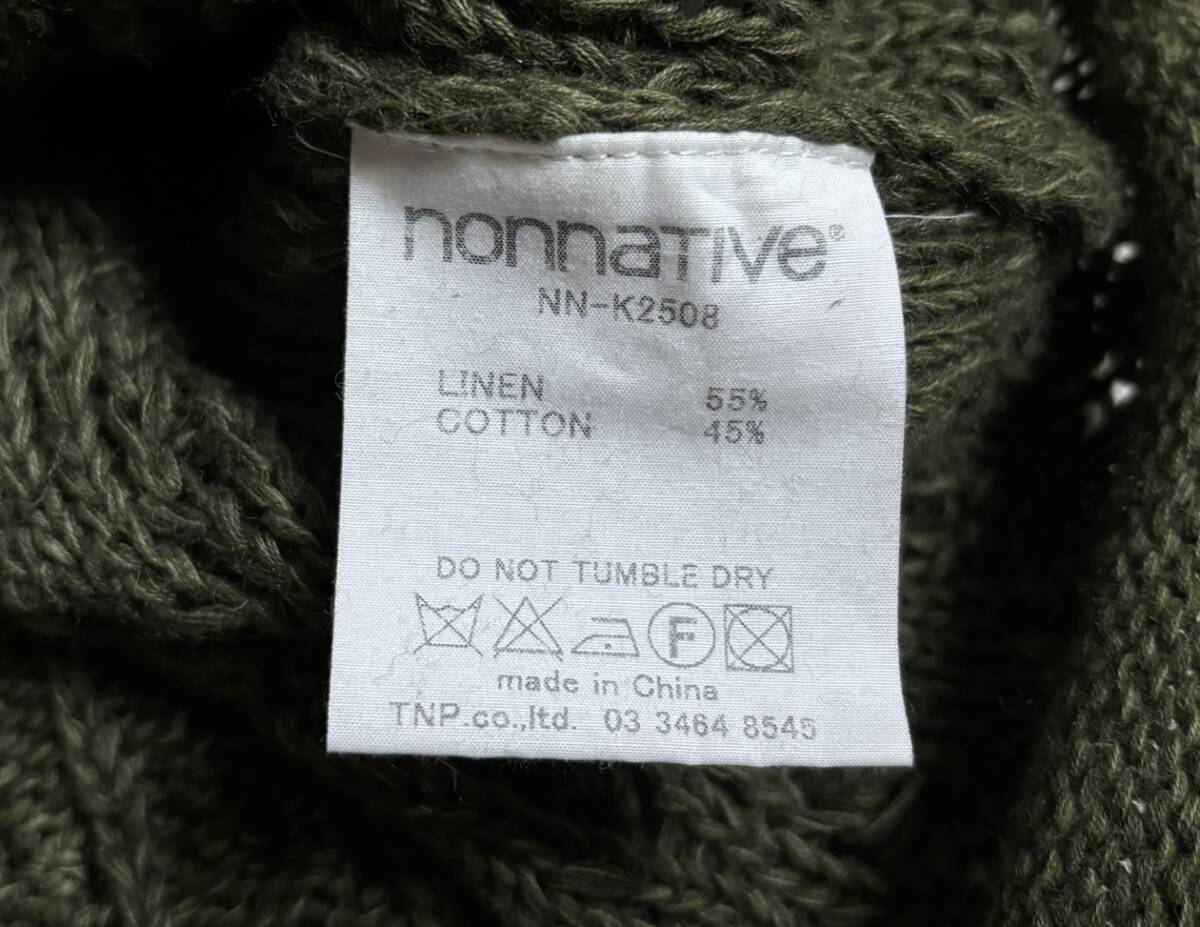 nonnaTIVe®
NN-K2508
LINEN 55%
COTTON 45%
DO NOT TUMBLE DRY
F
made in China
TNP.co.,ltd. 03 3464 8545